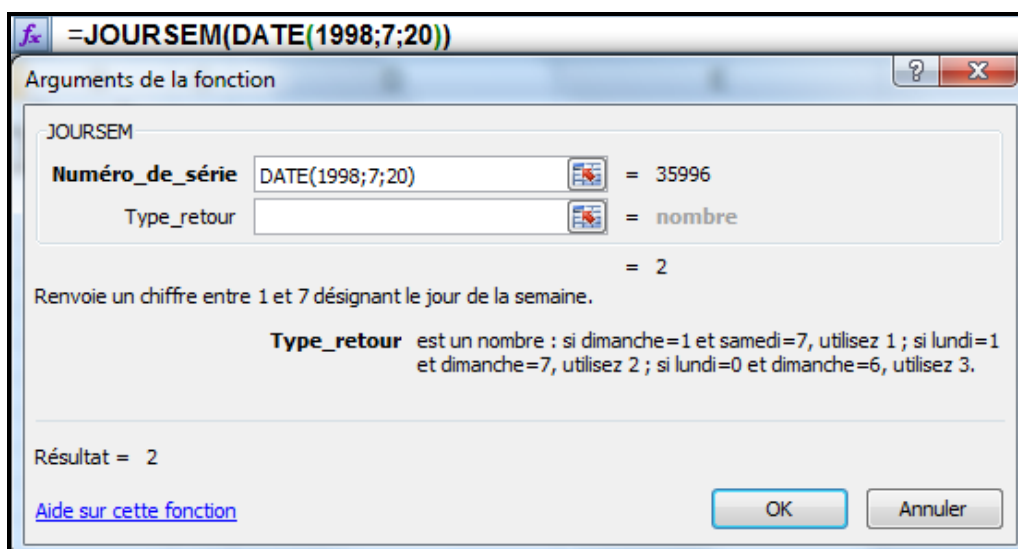 fx =JOURSEM(DATE(1998;7;20))
Arguments de la fonction
?
JOURSEM
Numéro_de_série DATE(1998;7;20) = 35996
Type_retour = nombre
= 2
Renvoie un chiffre entre 1 et 7 désignant le jour de la semaine.
Type_retour est un nombre : si dimanche=1 et samedi=7, utilisez 1 ; si lundi=1
et dimanche=7, utilisez 2 ; si lundi=0 et dimanche=6, utilisez 3.
Résultat = 2
Aide sur cette fonction OK Annuler